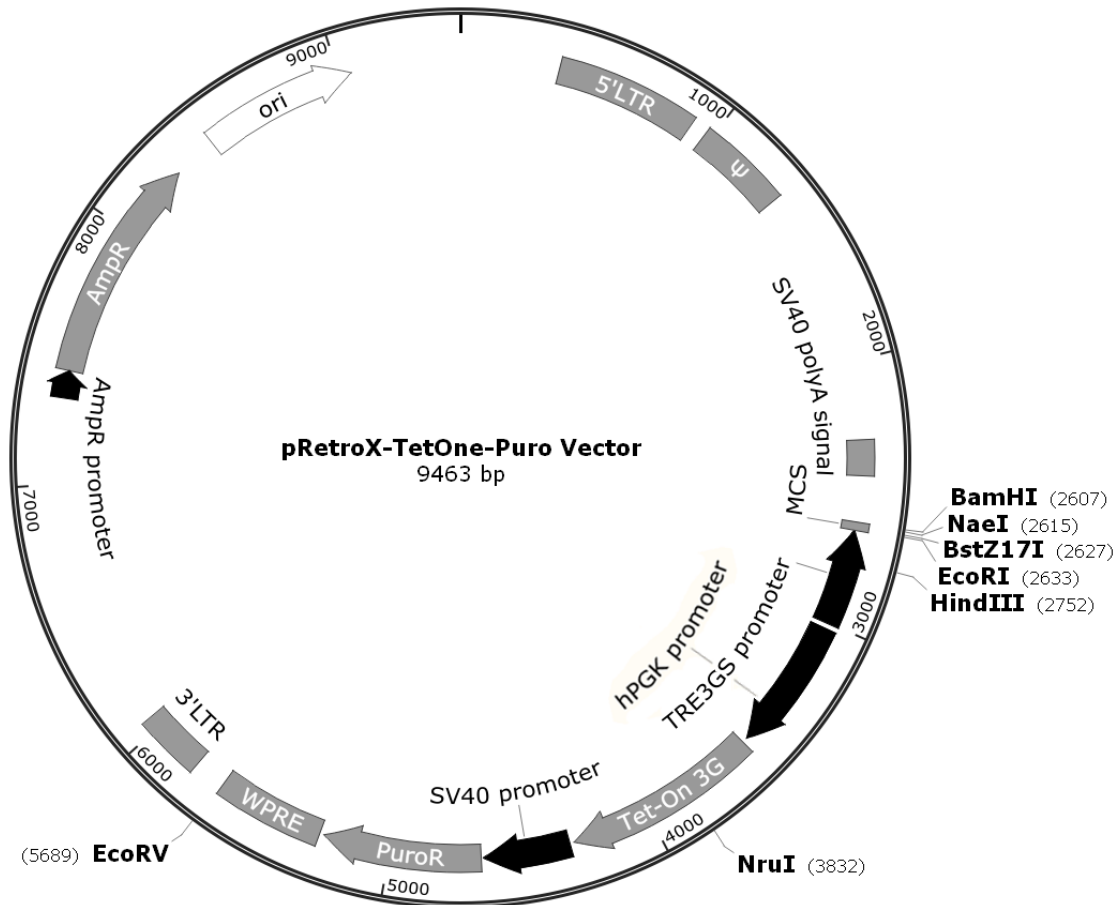 9000
ori
5'LTR
1000
Ψ
8000
AmpR
SV40 polyA signal
2000
AmpR promoter
pRetroX-TetOne-Puro Vector
9463 bp
MCS
BamHI (2607)
NaeI (2615)
BstZ17I (2627)
EcoRI (2633)
HindIII (2752)
7000
hPGK promoter
TRE3GS promoter
3000
3'LTR
6000
SV40 promoter
Tet-On 3G
WPRE
4000
(5689) EcoRV
PuroR
NruI (3832)
5000